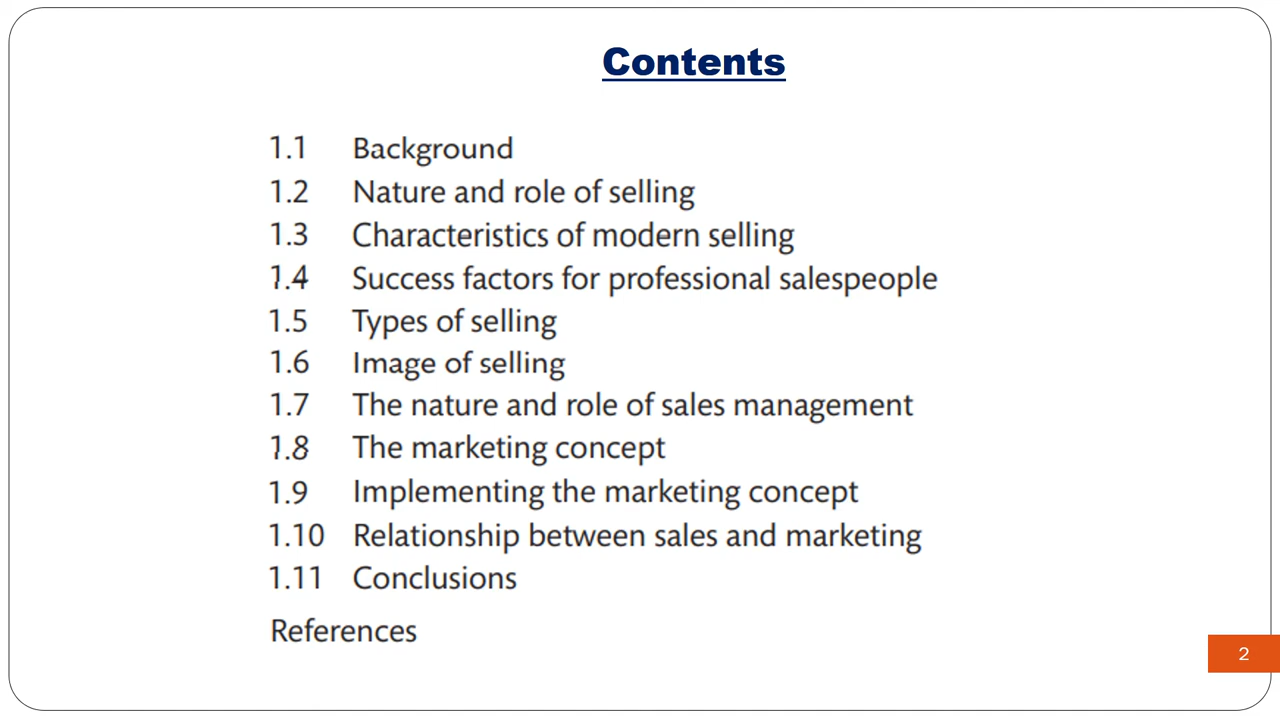 Contents
1.1 Background
1.2 Nature and role of selling
1.3 Characteristics of modern selling
1.4 Success factors for professional salespeople
1.5 Types of selling
1.6 Image of selling
1.7 The nature and role of sales management
1.8 The marketing concept
1.9 Implementing the marketing concept
1.10 Relationship between sales and marketing
1.11 Conclusions
References
2